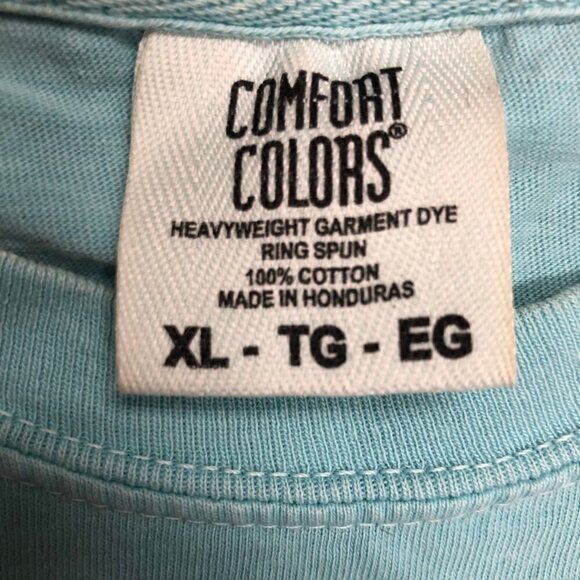 COMFORT
COLORS®
HEAVYWEIGHT GARMENT DYE
RING SPUN
100% COTTON
MADE IN HONDURAS
XL - TG - EG